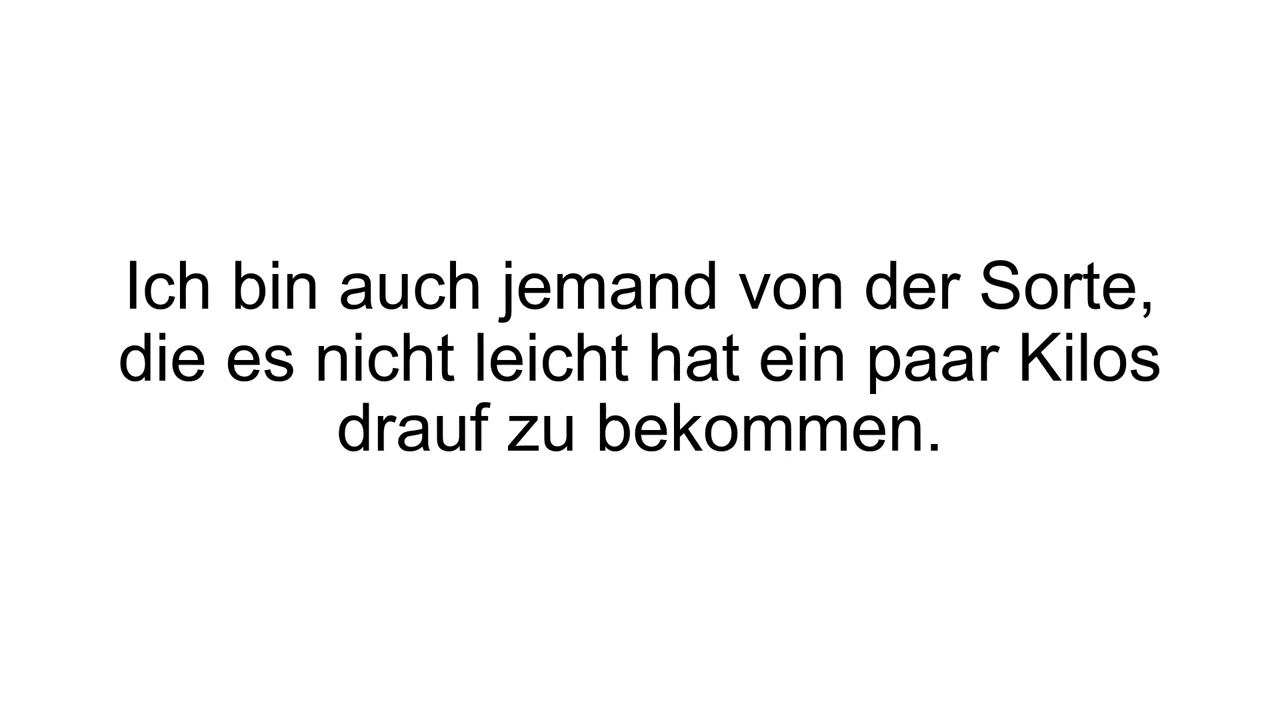 Ich bin auch jemand von der Sorte,
die es nicht leicht hat ein paar Kilos
drauf zu bekommen.